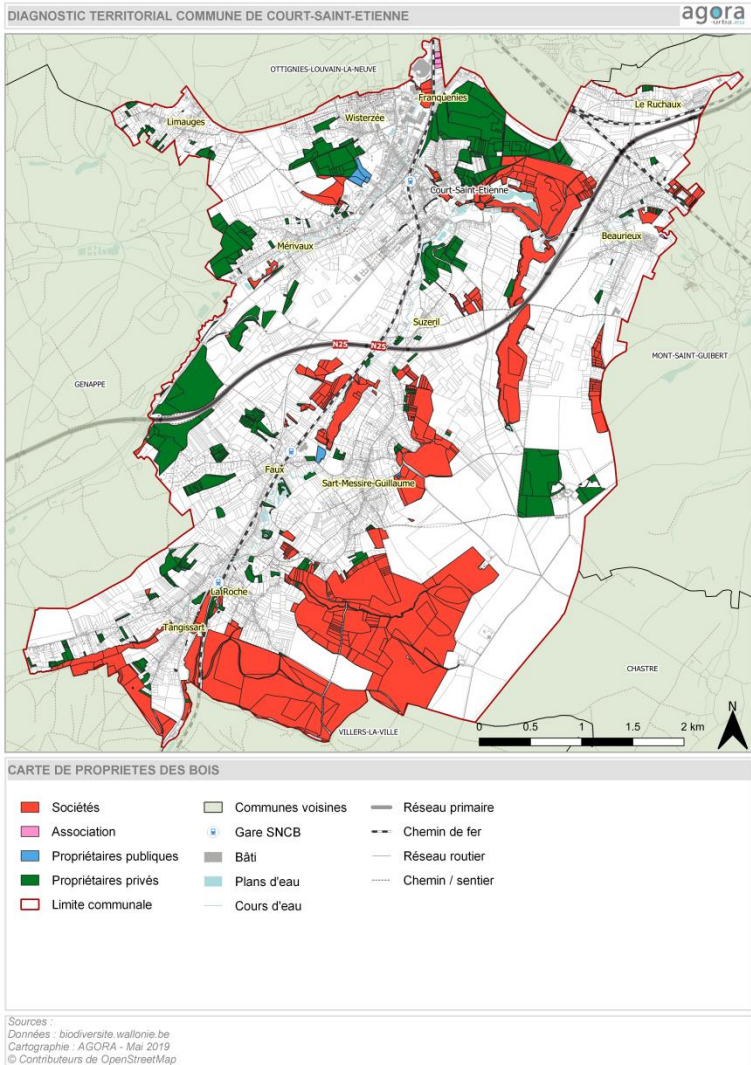 DIAGNOSTIC TERRITORIAL COMMUNE DE COURT-SAINT-ETIENNE
agora
-urba.eu
OTTIGNIES-LOUVAIN-LA-NEUVE
Franquenies
Le Ruchaux
Limauges
Wisterzée
Court-Saint-Etienne
Beaurieux
Mérivaux
Suzeril
N25
N25
MONT-SAINT-GUIBERT
GENAPPE
Faux
Sart-Messire-Guillaume
La Roche
Tangissart
CHASTRE
VILLERS-LA-VILLE
N
0 0.5 1 1.5 2 km
CARTE DE PROPRIETES DES BOIS
Sociétés
Association
Propriétaires publiques
Propriétaires privés
Limite communale
Communes voisines
Gare SNCB
Bâti
Plans d'eau
Cours d'eau
Réseau primaire
Chemin de fer
Réseau routier
Chemin / sentier
Sources :
Données : biodiversite.wallonie.be
Cartographie : AGORA - Mai 2019
© Contributeurs de OpenStreetMap